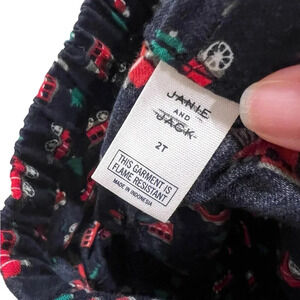 JANIE
AND
JACK
2T
THIS GARMENT IS
FLAME RESISTANT
MADE IN INDONESIA